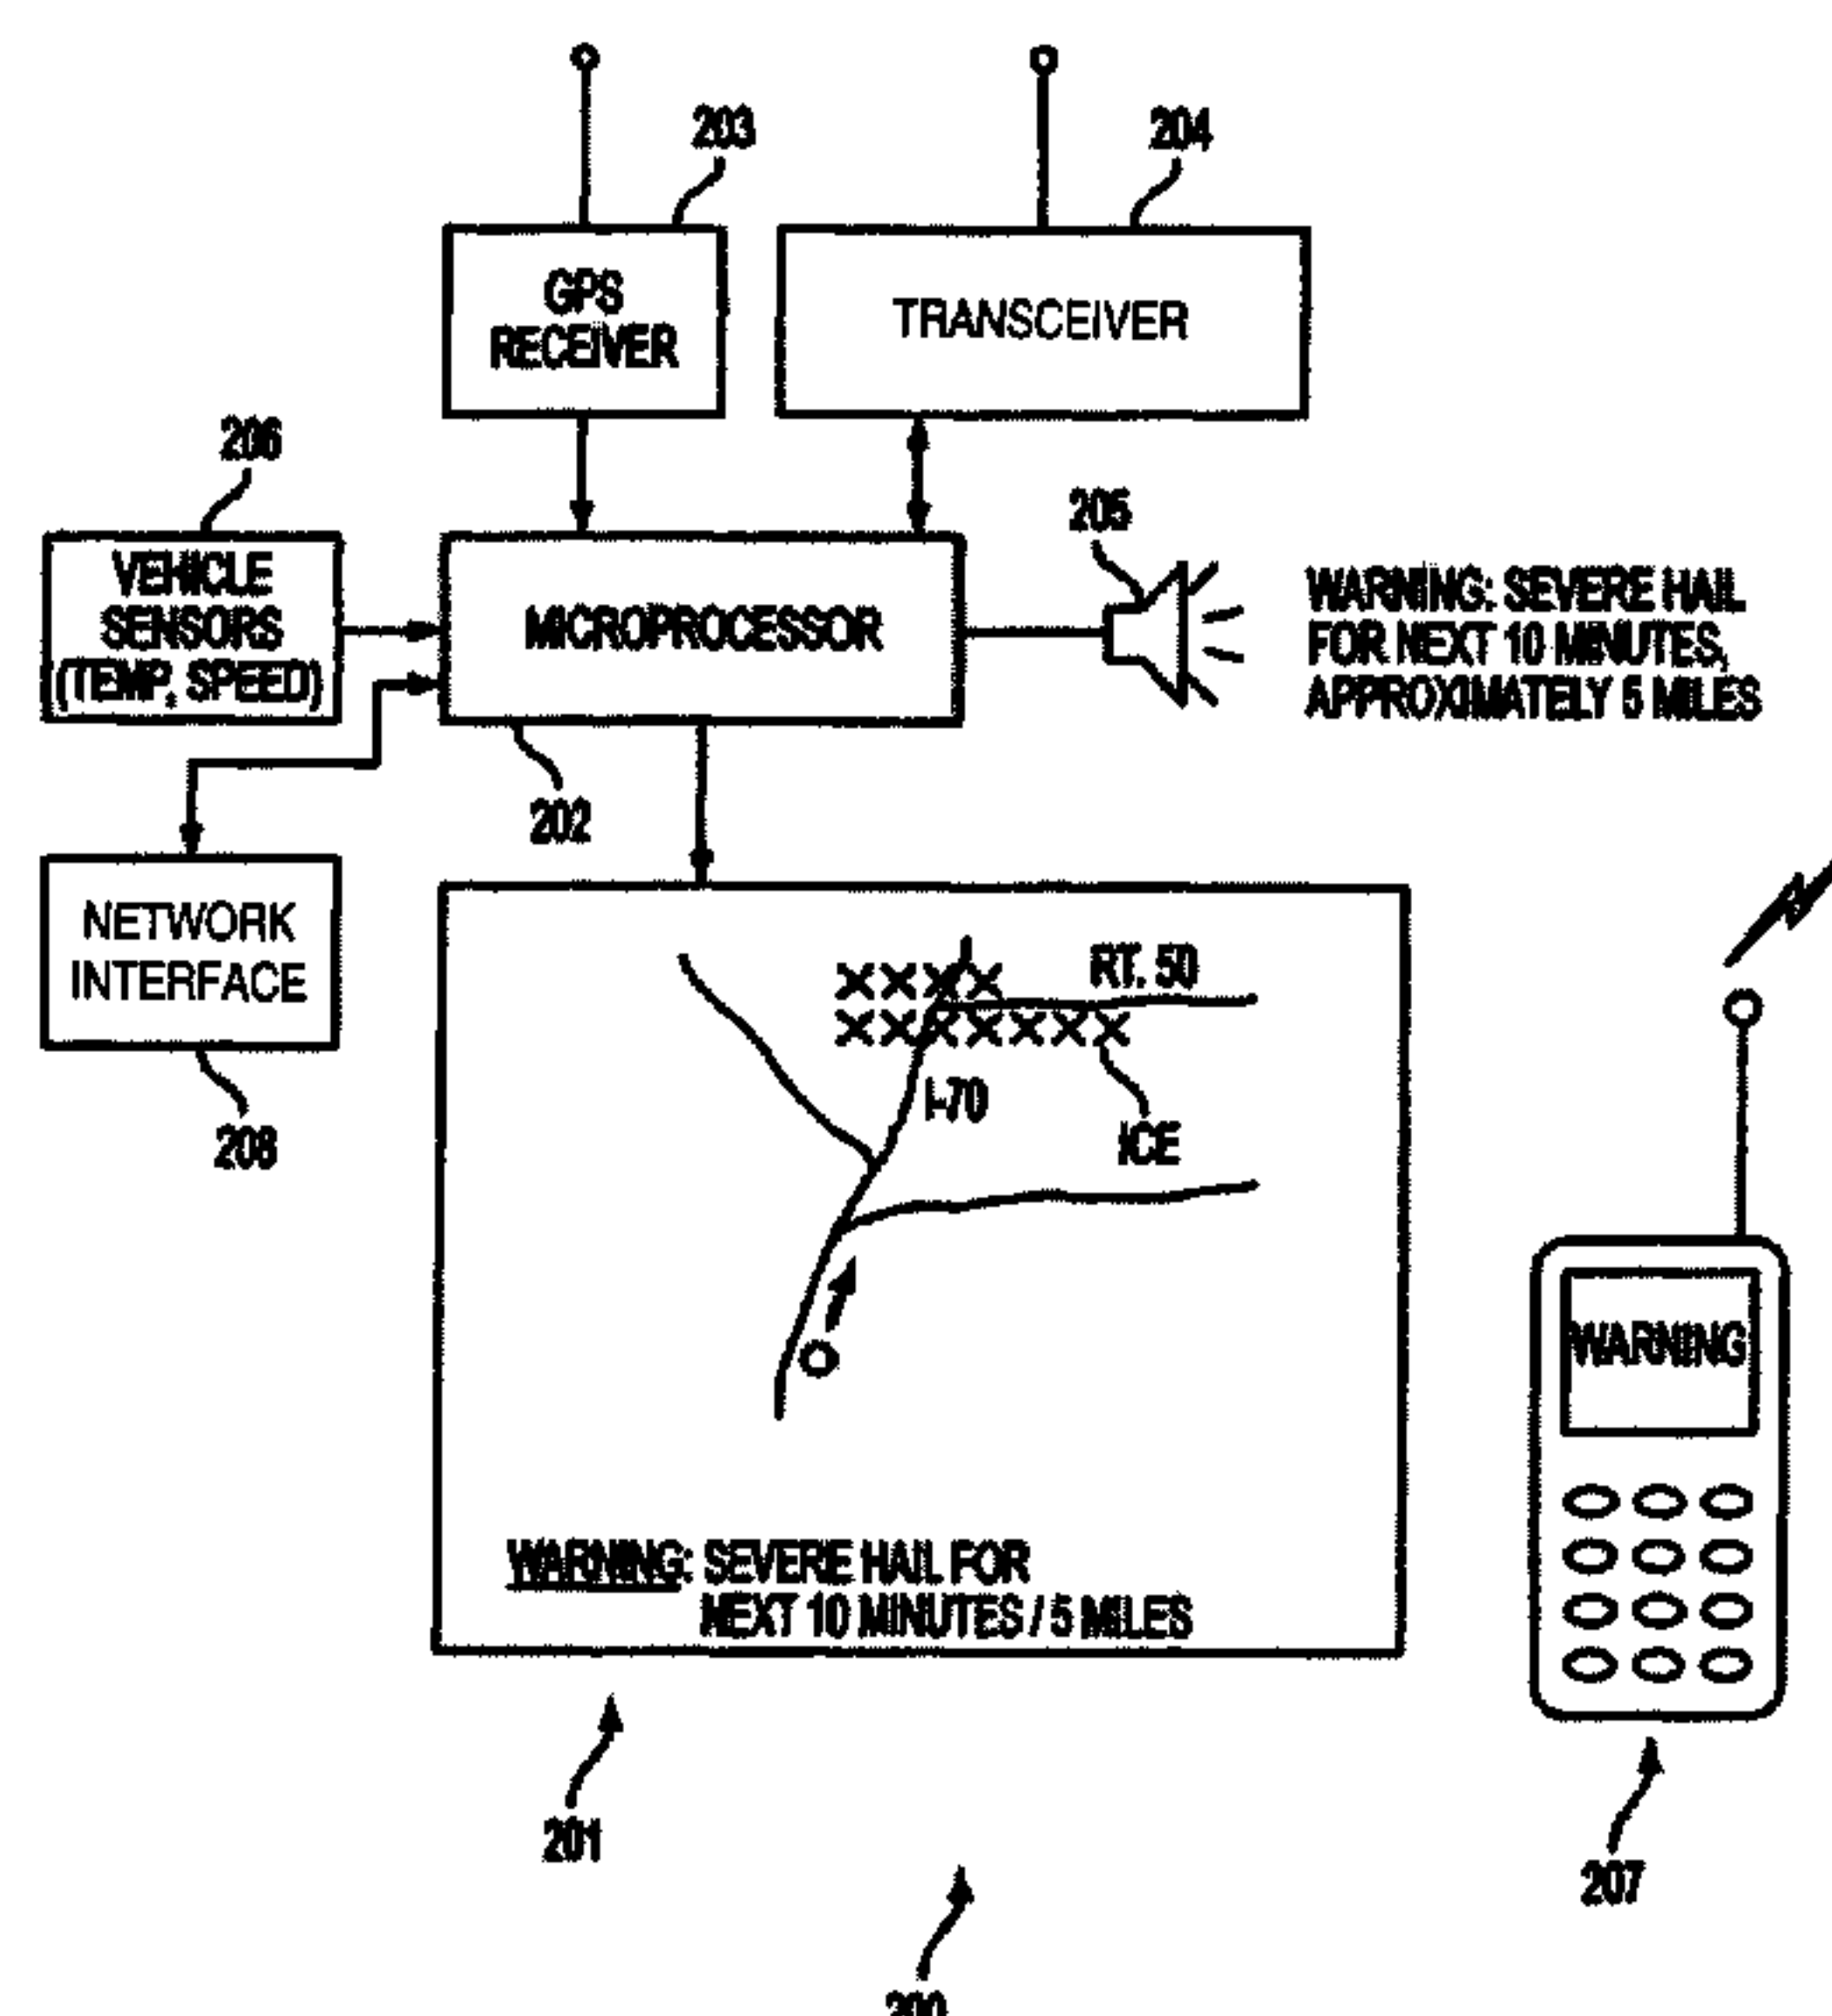 203
204
GPS
RECEIVER
TRANSCEIVER
206
VEHICLE
SENSORS
(TEMP, SPEED)
MICROPROCESSOR
205
WARNING: SEVERE HAIL
FOR NEXT 10 MINUTES,
APPROXIMATELY 5 MILES
202
NETWORK
INTERFACE
208
XXXX
RT. 50
XXXXXXX
I-70
ICE
WARNING
WARNING: SEVERE HAIL FOR
NEXT 10 MINUTES / 5 MILES
201
207